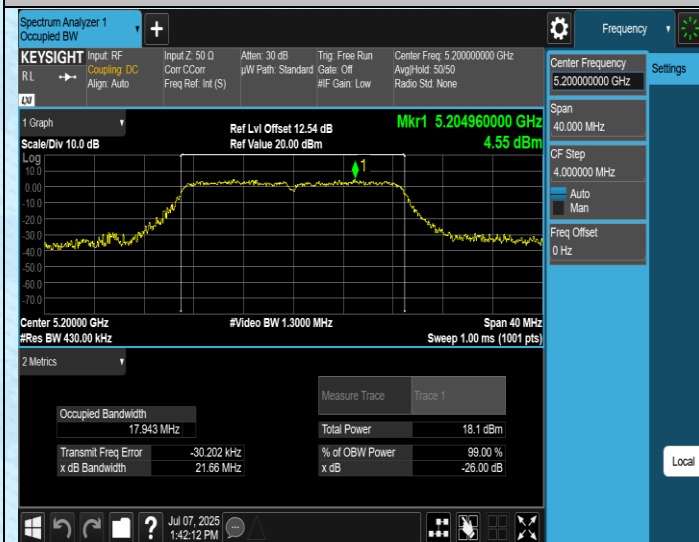 Spectrum Analyzer 1
Occupied BW
Frequency
KEYSIGHT
Input: RF
Input Z: 50 Ω
Atten: 30 dB
Trig: Free Run
Center Freq: 5.200000000 GHz
RL
Coupling: DC
Corr CCorr
µW Path: Standard
Gate: Off
Avg|Hold: 50/50
Align: Auto
Freq Ref: Int (S)
#IF Gain: Low
Radio Std: None
LXI
1 Graph
Scale/Div 10.0 dB
Ref Lvl Offset 12.54 dB
Ref Value 20.00 dBm
Mkr1 5.204960000 GHz
4.55 dBm
Log
10.0
0.00
-10.0
-20.0
-30.0
-40.0
-50.0
-60.0
-70.0
1
Center 5.20000 GHz
#Video BW 1.3000 MHz
Span 40 MHz
#Res BW 430.00 kHz
Sweep 1.00 ms (1001 pts)
2 Metrics
Measure Trace
Trace 1
Occupied Bandwidth
17.943 MHz
Total Power
18.1 dBm
Transmit Freq Error
-30.202 kHz
% of OBW Power
99.00 %
x dB Bandwidth
21.66 MHz
x dB
-26.00 dB
Center Frequency
5.200000000 GHz
Span
40.000 MHz
CF Step
4.000000 MHz
Auto
Man
Freq Offset
0 Hz
Settings
Local
?
Jul 07, 2025
1:42:12 PM